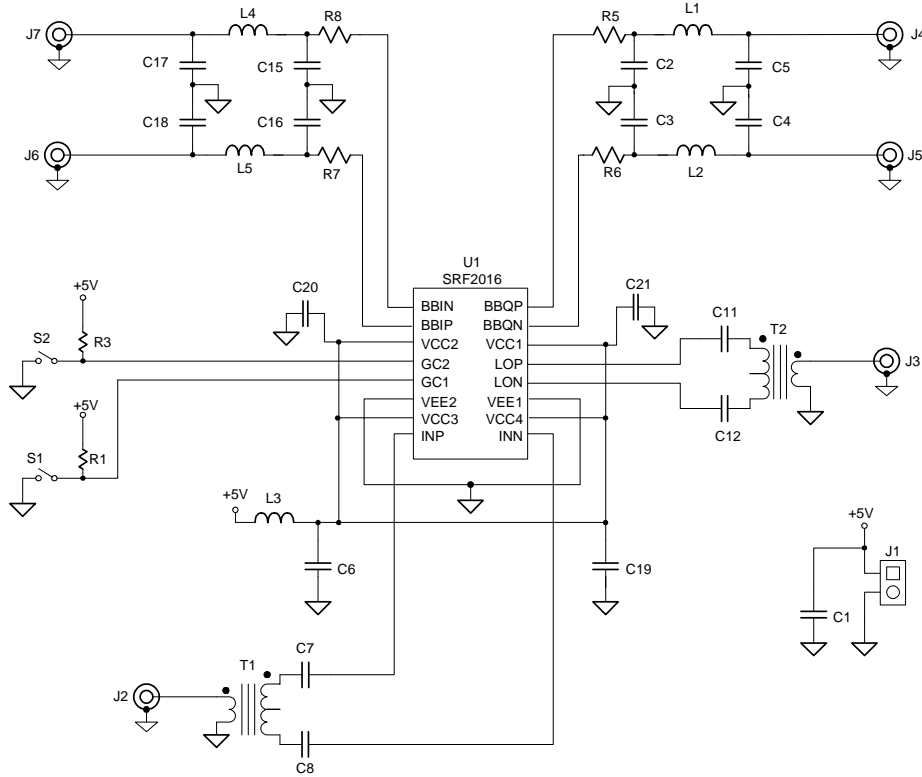 L4
R8
R5
L1
J7
J4
C17
C15
C2
C5
C18
C16
C3
C4
J6
J5
L5
R7
R6
L2
U1
SRF2016
C20
C21
+5V
BBIN
BBQP
C11
BBIP
BBQN
T2
S2
R3
VCC2
VCC1
GC2
LOP
J3
GC1
LON
+5V
VEE2
VEE1
VCC3
VCC4
C12
INP
INN
S1
R1
+5V
L3
+5V
J1
C6
C19
C1
C7
T1
J2
C8